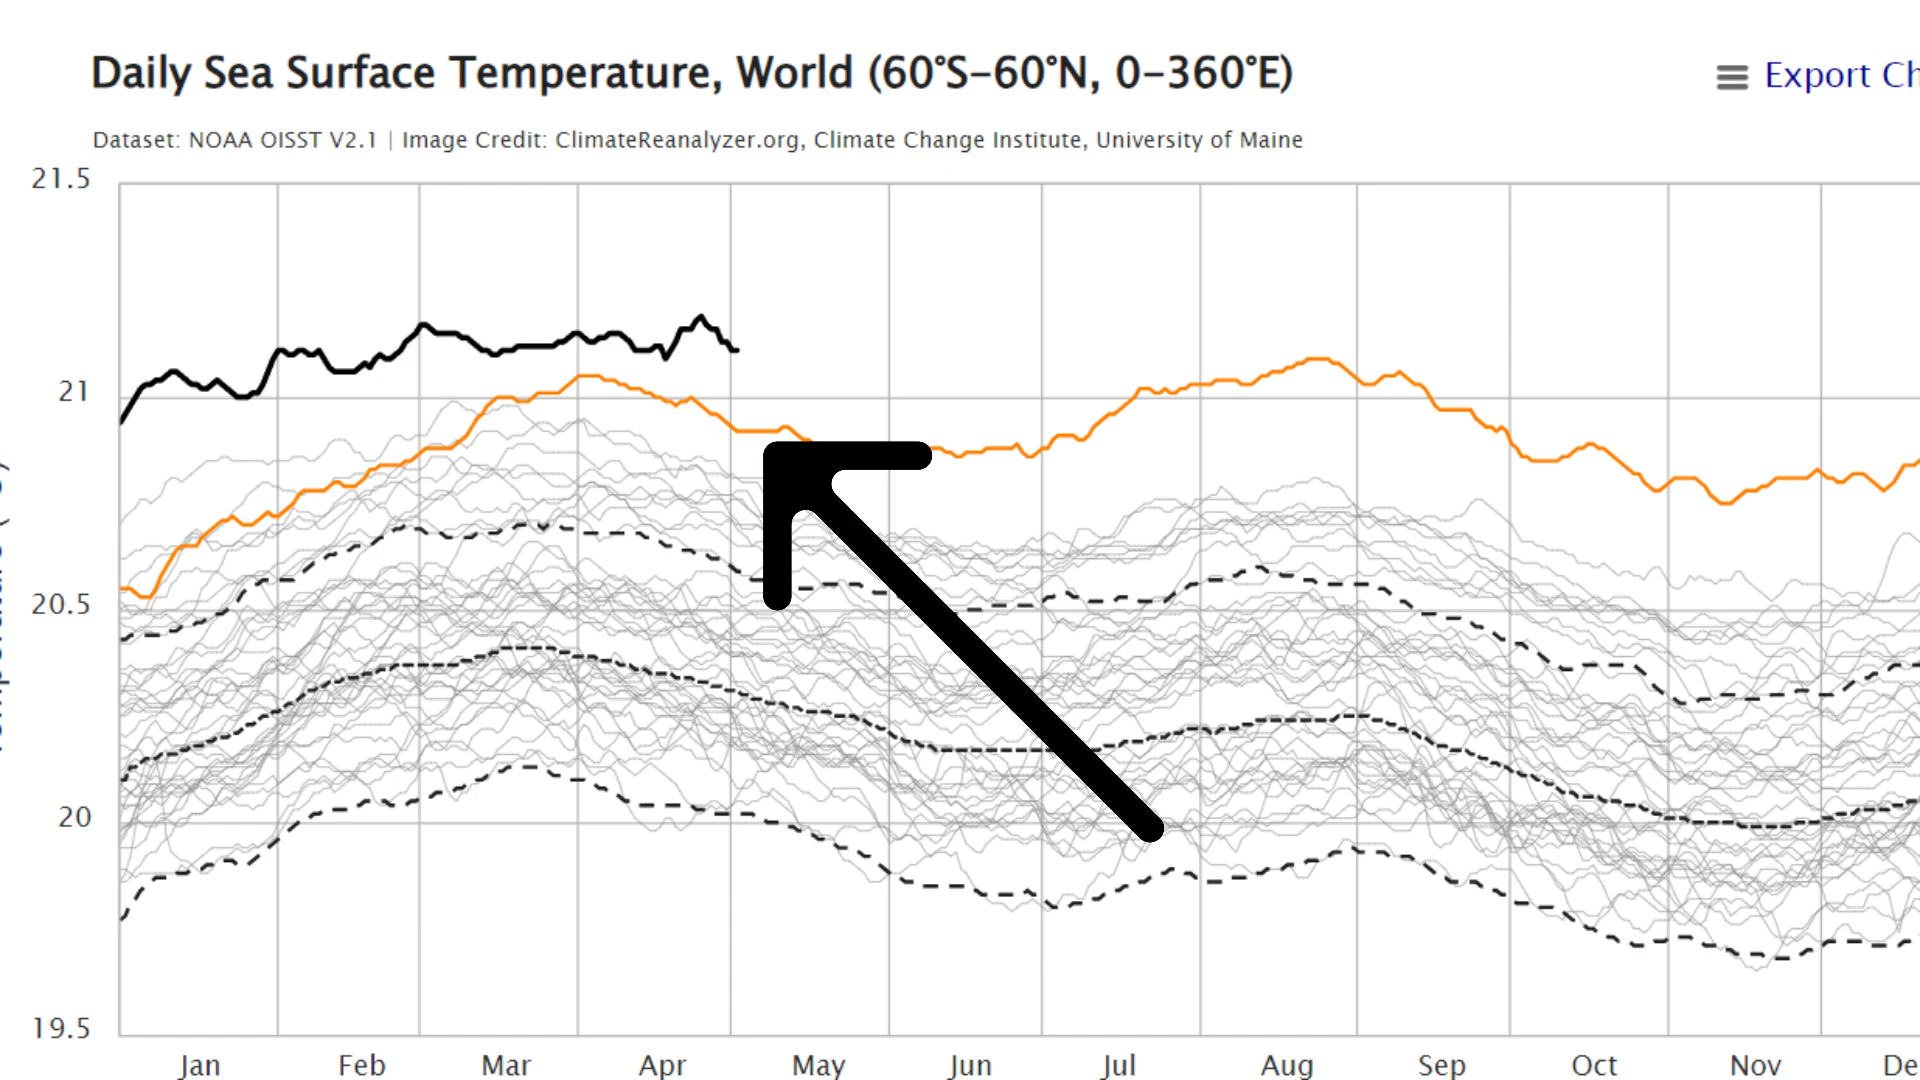 Daily Sea Surface Temperature, World (60°S–60°N, 0–360°E)
Export Ch
Dataset: NOAA OISST V2.1 | Image Credit: ClimateReanalyzer.org, Climate Change Institute, University of Maine
21.5
21
20.5
20
19.5
Jan Feb Mar Apr May Jun Jul Aug Sep Oct Nov De